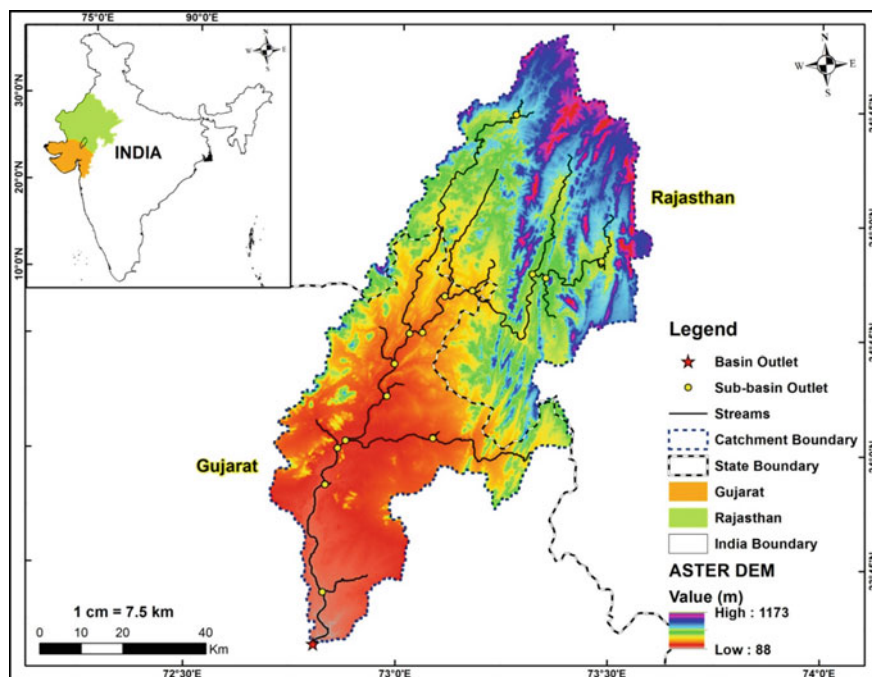 75°0'E 90°0'E
N
W E
S
30°0'N
20°0'N
10°0'N
INDIA
N
W E
S
Rajasthan
Gujarat
Legend
Basin Outlet
Sub-basin Outlet
Streams
Catchment Boundary
State Boundary
Gujarat
Rajasthan
India Boundary
ASTER DEM
Value (m)
High : 1173
Low : 88
1 cm = 7.5 km
0 10 20 40
Km
24°0'N
72°30'E 73°0'E 73°30'E 74°0'E